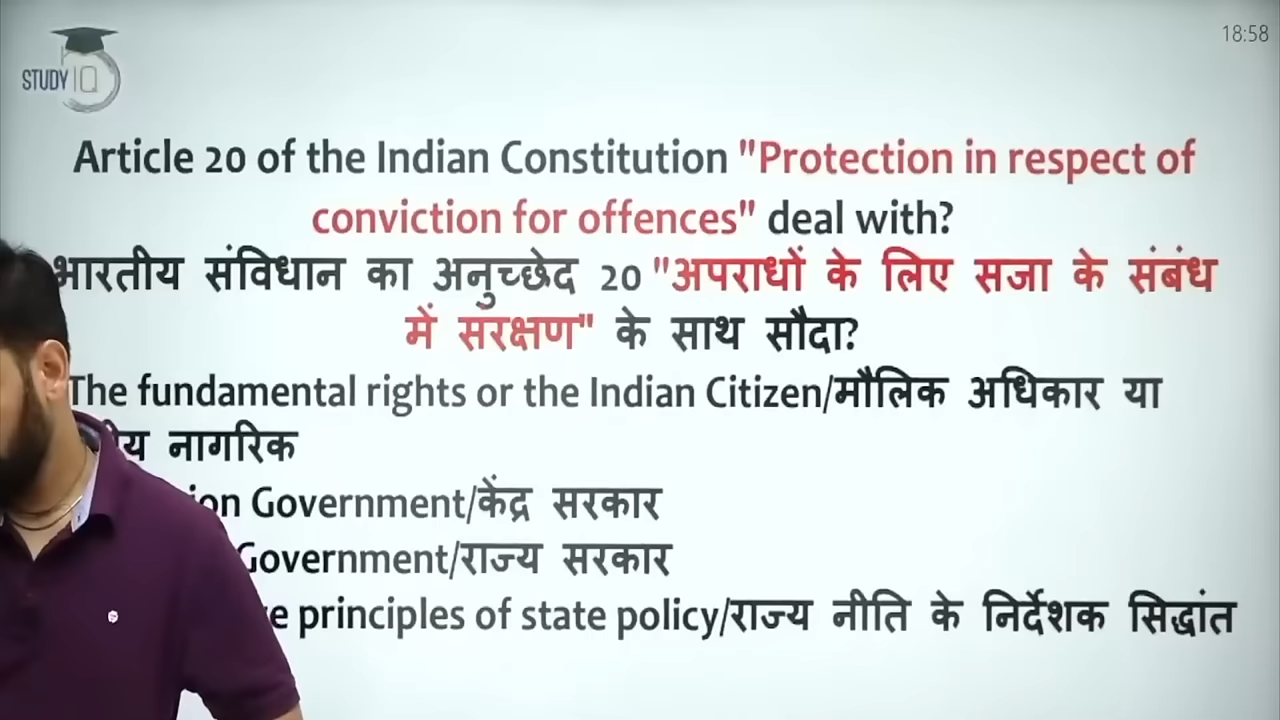 18:58
STUDY IQ
Article 20 of the Indian Constitution "Protection in respect of
conviction for offences" deal with?
भारतीय संविधान का अनुच्छेद 20 "अपराधों के लिए सजा के संबंध
में संरक्षण" के साथ सौदा?
The fundamental rights or the Indian Citizen/मौलिक अधिकार या
नागरिक
Government/केंद्र सरकार
Government/राज्य सरकार
principles of state policy/राज्य नीति के निर्देशक सिद्धांत